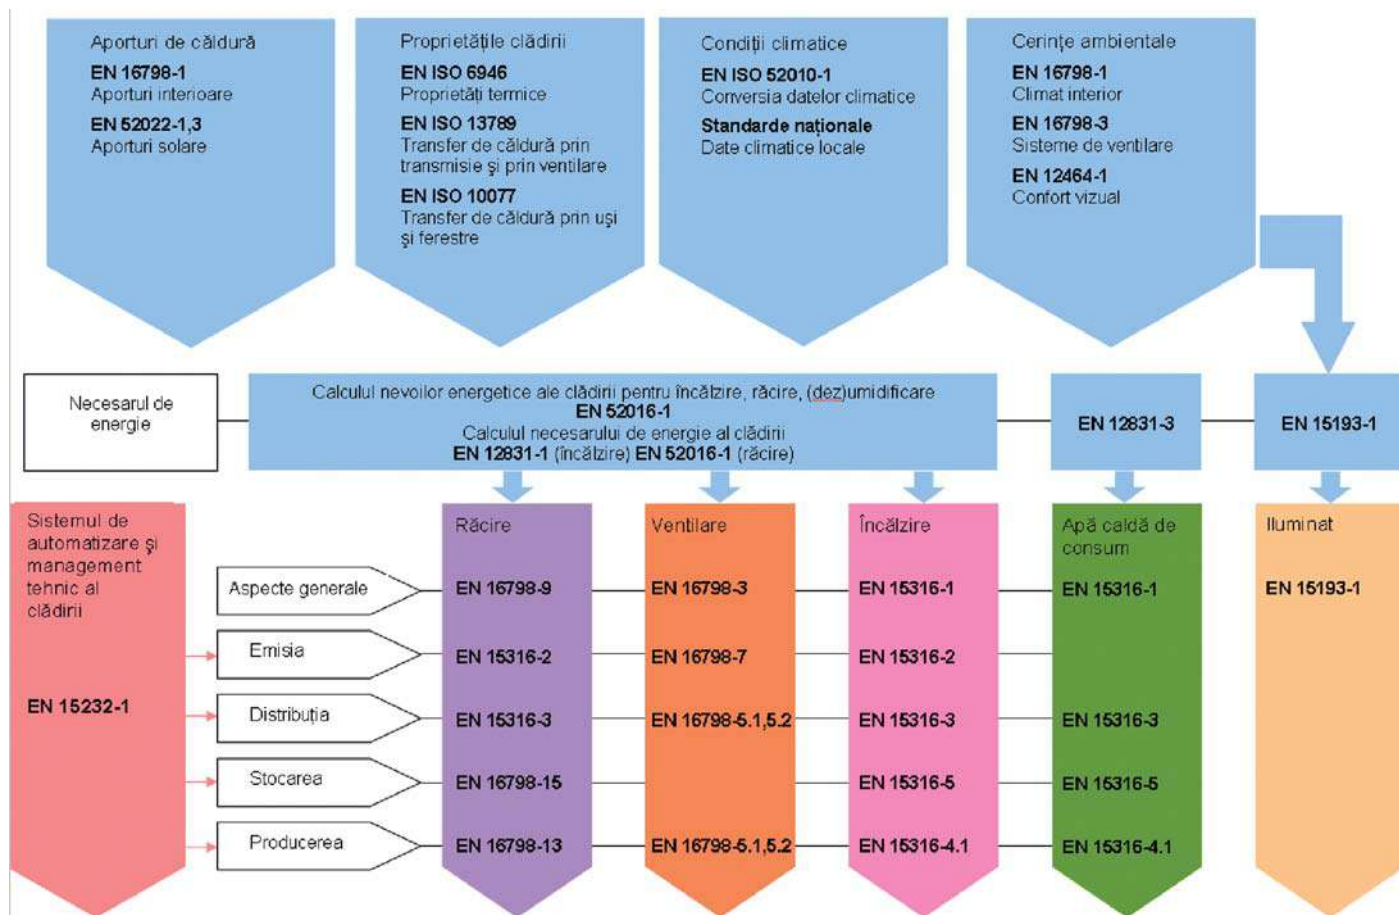 Aporturi de căldură
EN 16798-1
Aporturi interioare
EN 52022-1,3
Aporturi solare
Proprietățile clădirii
EN ISO 6946
Proprietăți termice
EN ISO 13789
Transfer de căldură prin
transmisie şi prin ventilare
EN ISO 10077
Transfer de căldură prin uşi
şi ferestre
Condiții climatice
EN ISO 52010-1
Conversia datelor climatice
Standarde naționale
Date climatice locale
Cerințe ambientale
EN 16798-1
Climat interior
EN 16798-3
Sisteme de ventilare
EN 12464-1
Confort vizual
Necesarul de
energie
Calculul nevoilor energetice ale clădirii pentru încălzire, răcire, (dez)umidificare
EN 52016-1
Calculul necesarului de energie al clădirii
EN 12831-1 (încălzire) EN 52016-1 (răcire)
EN 12831-3
EN 15193-1
Sistemul de
automatizare şi
management
tehnic al
clădirii
EN 15232-1
Răcire
Ventilare
Încălzire
Apă caldă de
consum
Iluminat
Aspecte generale
EN 16798-9
EN 16798-3
EN 15316-1
EN 15316-1
EN 15193-1
Emisia
EN 15316-2
EN 16798-7
EN 15316-2
Distribuția
EN 15316-3
EN 16798-5.1,5.2
EN 15316-3
EN 15316-3
Stocarea
EN 16798-15
EN 15316-5
EN 15316-5
Producerea
EN 16798-13
EN 16798-5.1,5.2
EN 15316-4.1
EN 15316-4.1